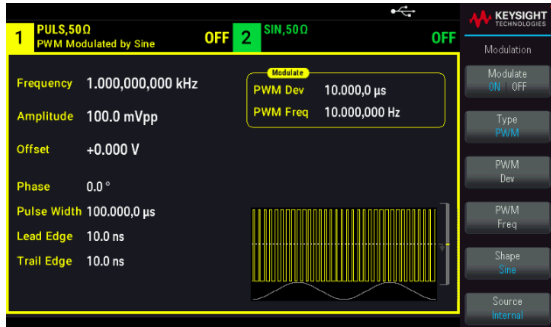 1 PULS,50Ω
PWM Modulated by Sine OFF
2 SIN,50Ω OFF
KEYSIGHT
TECHNOLOGIES
Frequency 1.000,000,000 kHz
Amplitude 100.0 mVpp
Offset +0.000 V
Phase 0.0 °
Pulse Width 100.000,0 µs
Lead Edge 10.0 ns
Trail Edge 10.0 ns
Modulate
PWM Dev 10.000,0 µs
PWM Freq 10.000,000 Hz
Modulation
Modulate
ON OFF
Type
PWM
PWM
Dev
PWM
Freq
Shape
Sine
Source
Internal